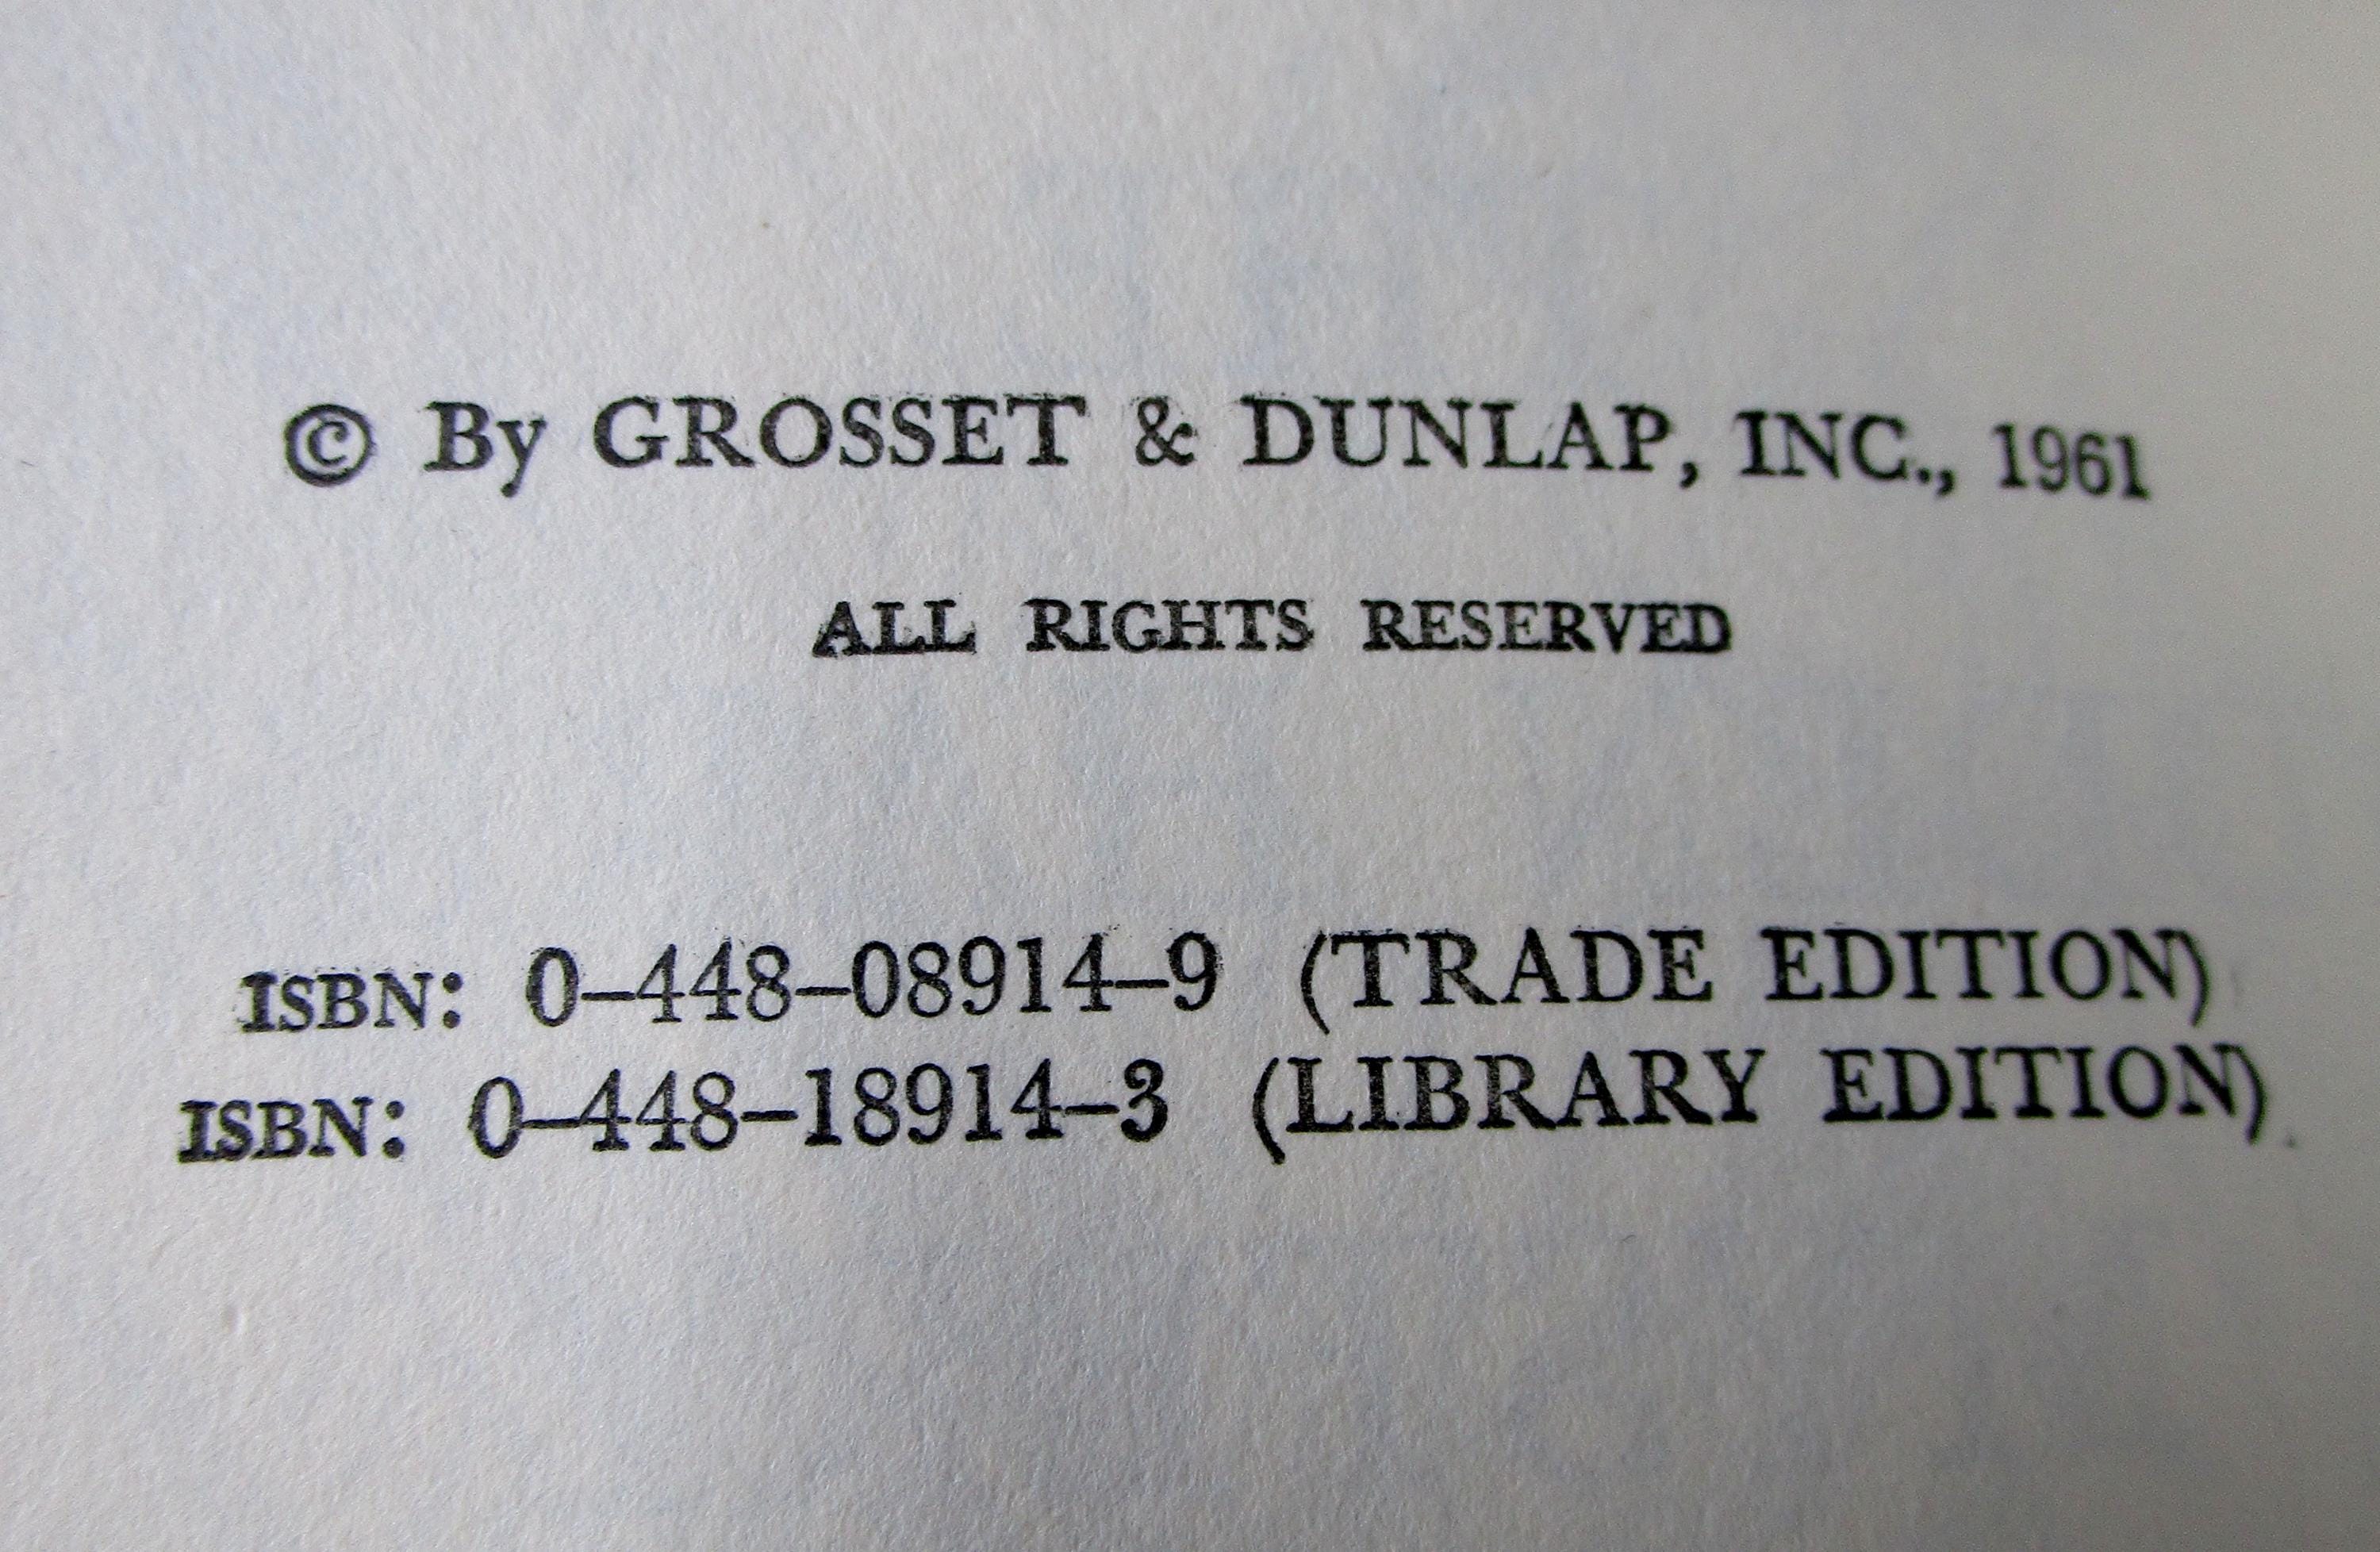 © By GROSSET & DUNLAP, INC., 1961
ALL RIGHTS RESERVED
ISBN: 0–448–08914–9 (TRADE EDITION)
ISBN: 0–448–18914–3 (LIBRARY EDITION)